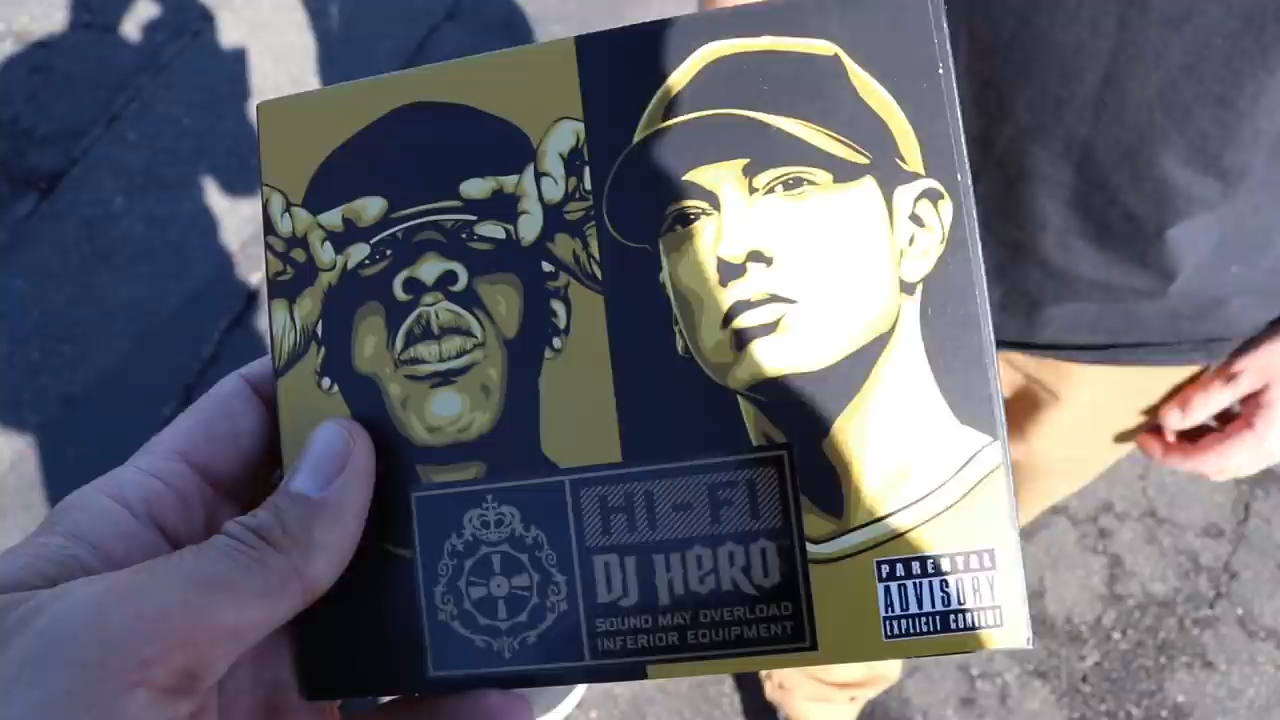 HI-FI
DJ HERO
SOUND MAY OVERLOAD
INFERIOR EQUIPMENT
PARENTAL
ADVISORY
EXPLICIT CONTENT